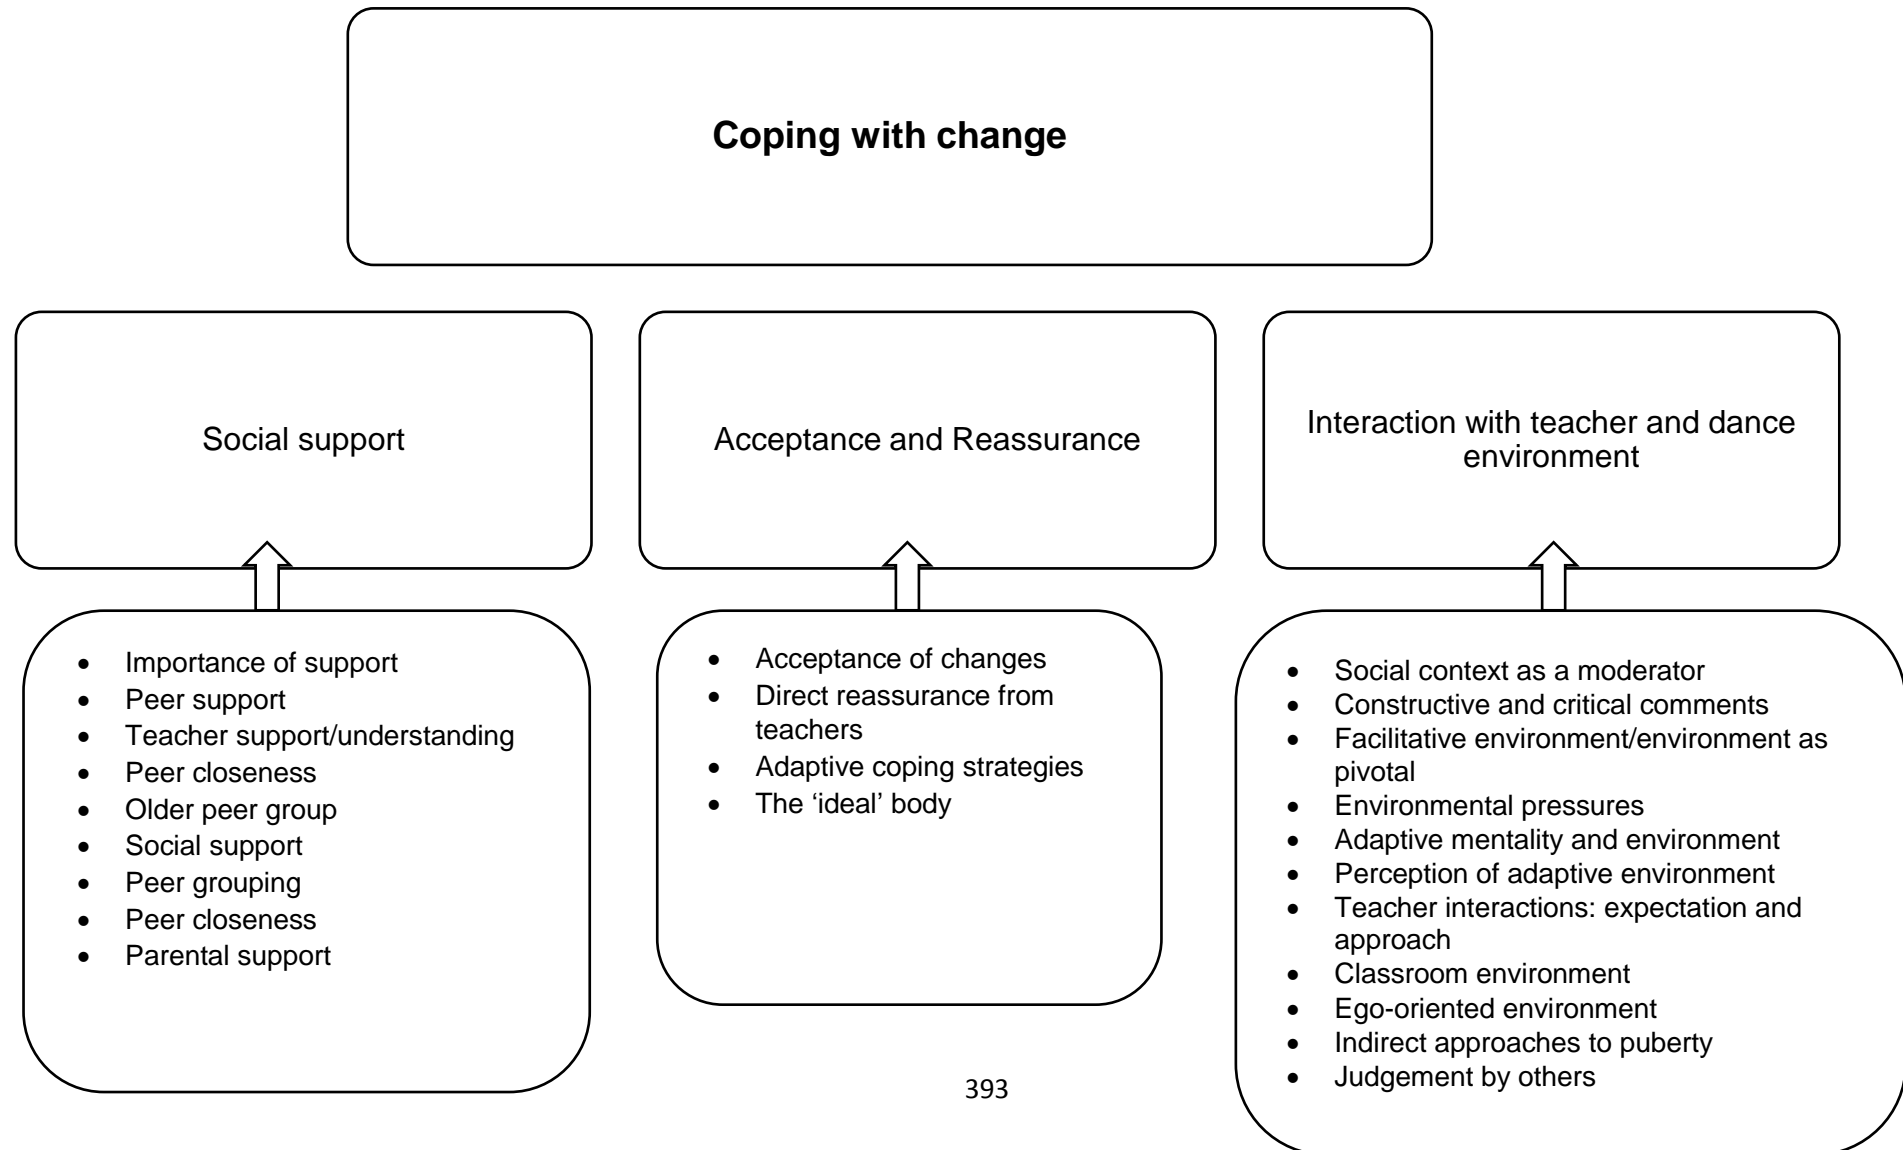 Coping with change
Social support
Acceptance and Reassurance
Interaction with teacher and dance
environment
• Importance of support
• Peer support
• Teacher support/understanding
• Peer closeness
• Older peer group
• Social support
• Peer grouping
• Peer closeness
• Parental support
• Acceptance of changes
• Direct reassurance from
teachers
• Adaptive coping strategies
• The ‘ideal’ body
• Social context as a moderator
• Constructive and critical comments
• Facilitative environment/environment as
pivotal
• Environmental pressures
• Adaptive mentality and environment
• Perception of adaptive environment
• Teacher interactions: expectation and
approach
• Classroom environment
• Ego-oriented environment
• Indirect approaches to puberty
• Judgement by others
393